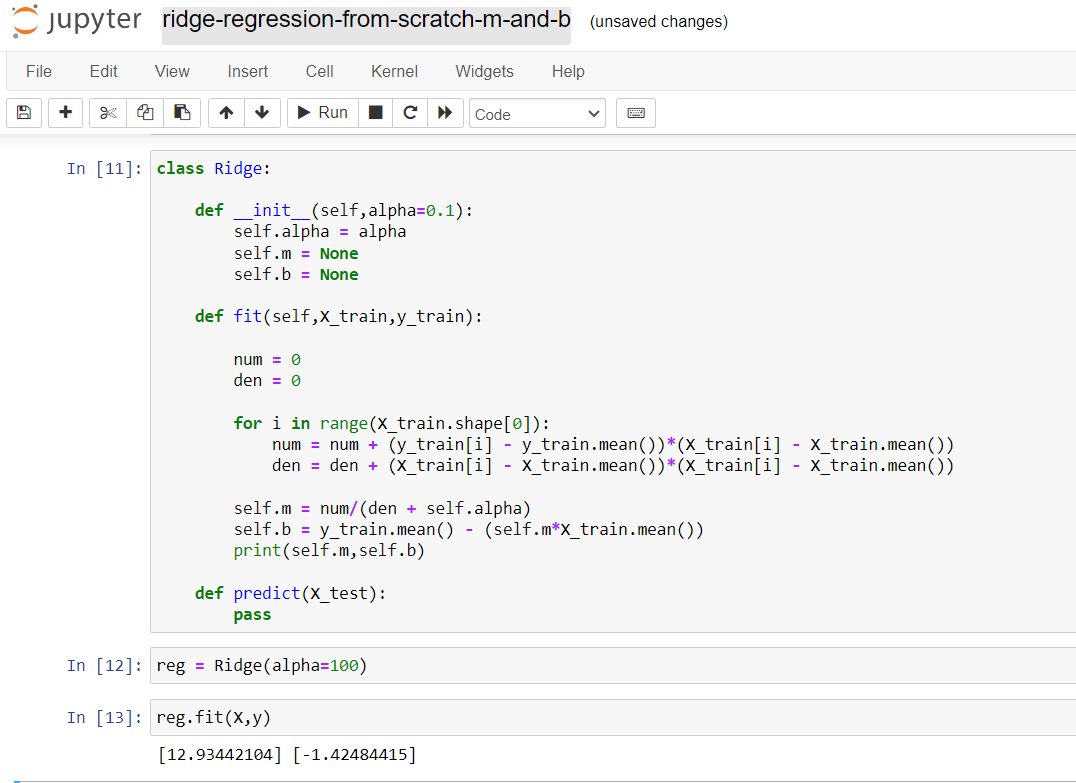 jupyter ridge-regression-from-scratch-m-and-b (unsaved changes)
File Edit View Insert Cell Kernel Widgets Help
Run Code
In [11]: class Ridge:
def __init__(self,alpha=0.1):
self.alpha = alpha
self.m = None
self.b = None
def fit(self,X_train,y_train):
num = 0
den = 0
for i in range(X_train.shape[0]):
num = num + (y_train[i] - y_train.mean())*(X_train[i] - X_train.mean())
den = den + (X_train[i] - X_train.mean())*(X_train[i] - X_train.mean())
self.m = num/(den + self.alpha)
self.b = y_train.mean() - (self.m*X_train.mean())
print(self.m,self.b)
def predict(X_test):
pass
In [12]: reg = Ridge(alpha=100)
In [13]: reg.fit(X,y)
[12.93442104] [-1.42484415]